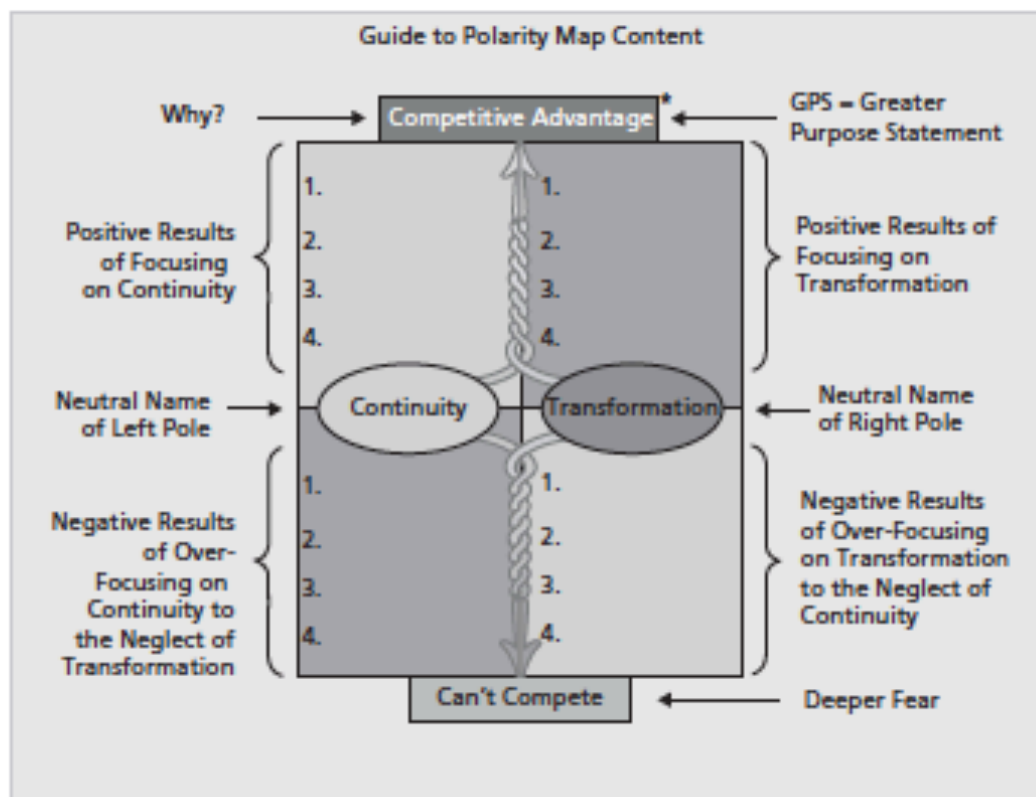 Guide to Polarity Map Content
Why?
Competitive Advantage*
GPS = Greater
Purpose Statement
Positive Results
of Focusing
on Continuity
1.
2.
3.
4.
1.
2.
3.
4.
Positive Results of
Focusing on
Transformation
Neutral Name
of Left Pole
Continuity
Transformation
Neutral Name
of Right Pole
Negative Results
of Over-
Focusing on
Continuity to
the Neglect of
Transformation
1.
2.
3.
4.
1.
2.
3.
4.
Negative Results
of Over-Focusing
on Transformation
to the Neglect of
Continuity
Can't Compete
Deeper Fear